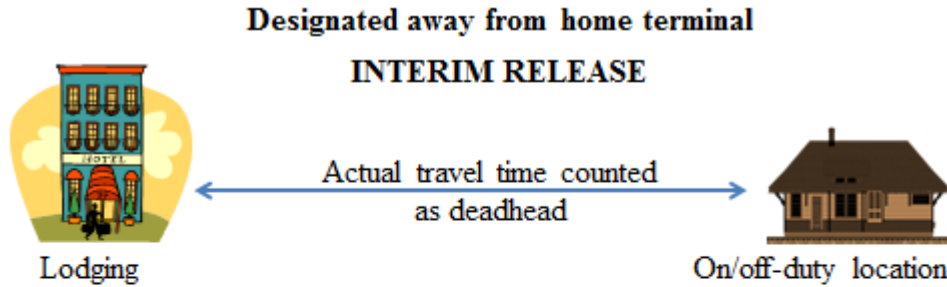 Designated away from home terminal
INTERIM RELEASE
HOTEL
Actual travel time counted
as deadhead
Lodging
On/off-duty location